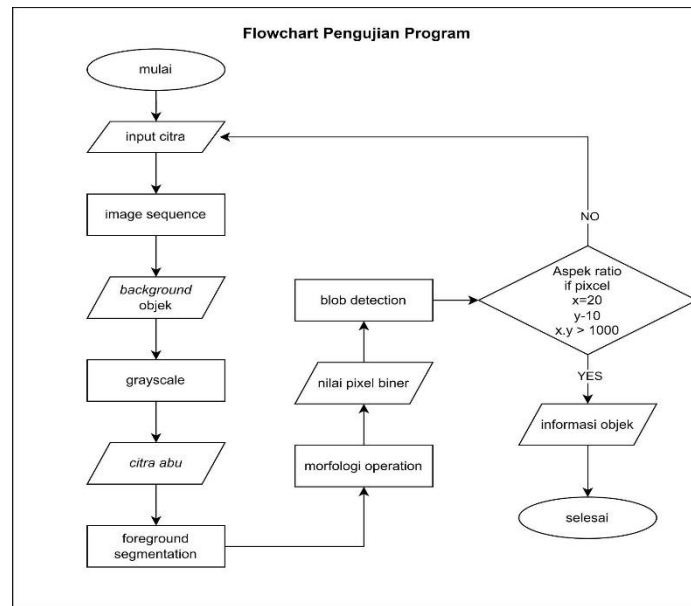 Flowchart Pengujian Program
mulai
input citra
image sequence
background
objek
grayscale
citra abu
foreground
segmentation
morfologi operation
nilai pixel biner
blob detection
Aspek ratio
if pixcel
x=20
y-10
x.y > 1000
NO
YES
informasi objek
selesai